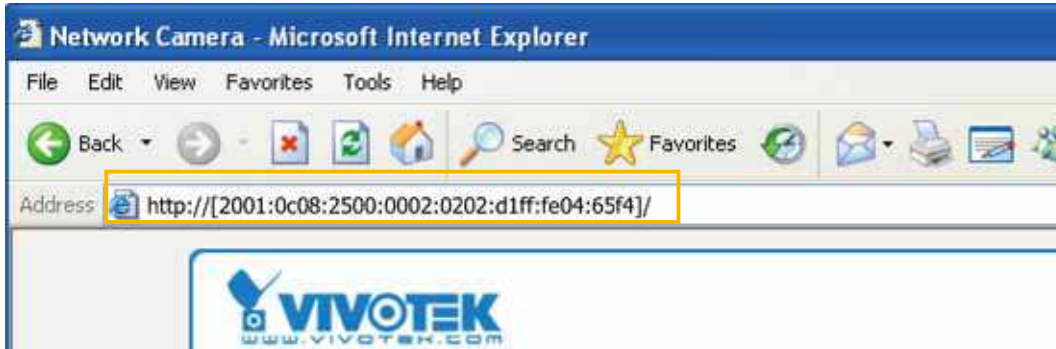 Network Camera - Microsoft Internet Explorer
File Edit View Favorites Tools Help
Back Search Favorites
Address http://[2001:0c08:2500:0002:0202:d1ff:fe04:65f4]/
VIVOTEK
www.vivotek.com